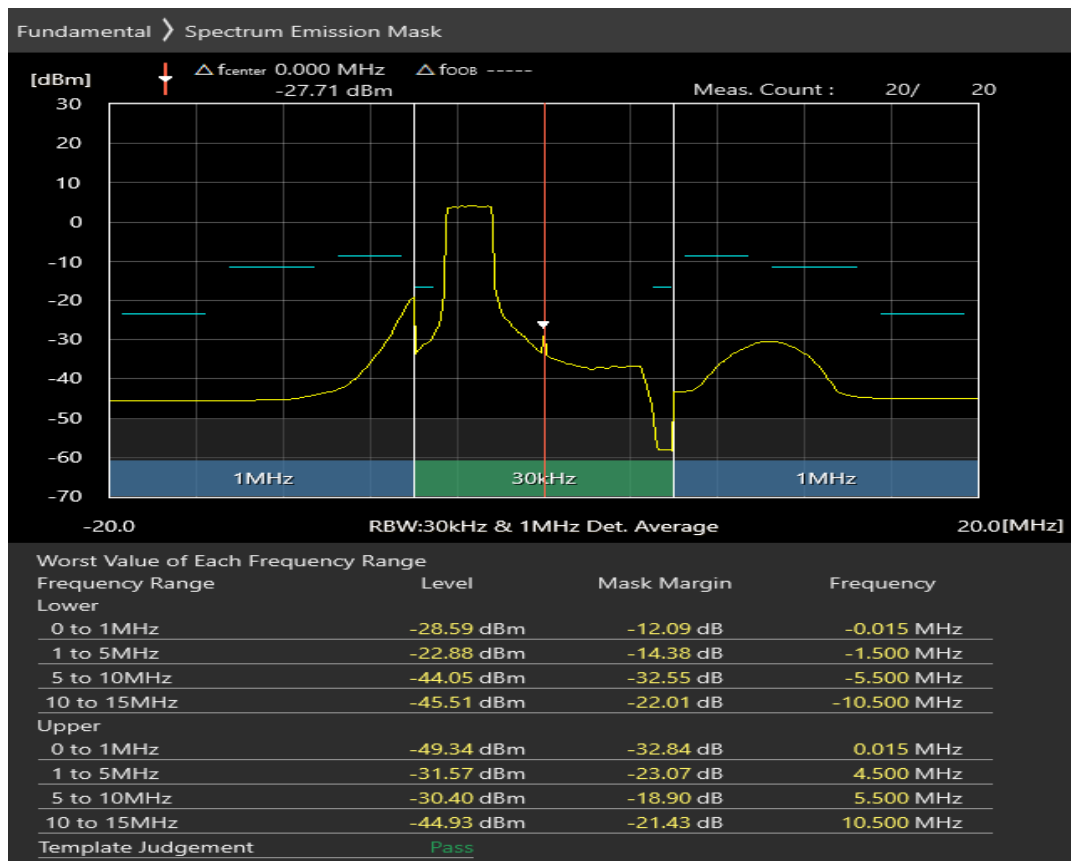 Fundamental ❯ Spectrum Emission Mask
[dBm] △ fcenter 0.000 MHz △ fOOB -----
-27.71 dBm Meas. Count : 20/ 20
30
20
10
0
-10
-20
-30
-40
-50
-60
-70
1MHz 30kHz 1MHz
-20.0 RBW:30kHz & 1MHz Det. Average 20.0[MHz]
Worst Value of Each Frequency Range
Frequency Range Level Mask Margin Frequency
Lower
0 to 1MHz -28.59 dBm -12.09 dB -0.015 MHz
1 to 5MHz -22.88 dBm -14.38 dB -1.500 MHz
5 to 10MHz -44.05 dBm -32.55 dB -5.500 MHz
10 to 15MHz -45.51 dBm -22.01 dB -10.500 MHz
Upper
0 to 1MHz -49.34 dBm -32.84 dB 0.015 MHz
1 to 5MHz -31.57 dBm -23.07 dB 4.500 MHz
5 to 10MHz -30.40 dBm -18.90 dB 5.500 MHz
10 to 15MHz -44.93 dBm -21.43 dB 10.500 MHz
Template Judgement Pass